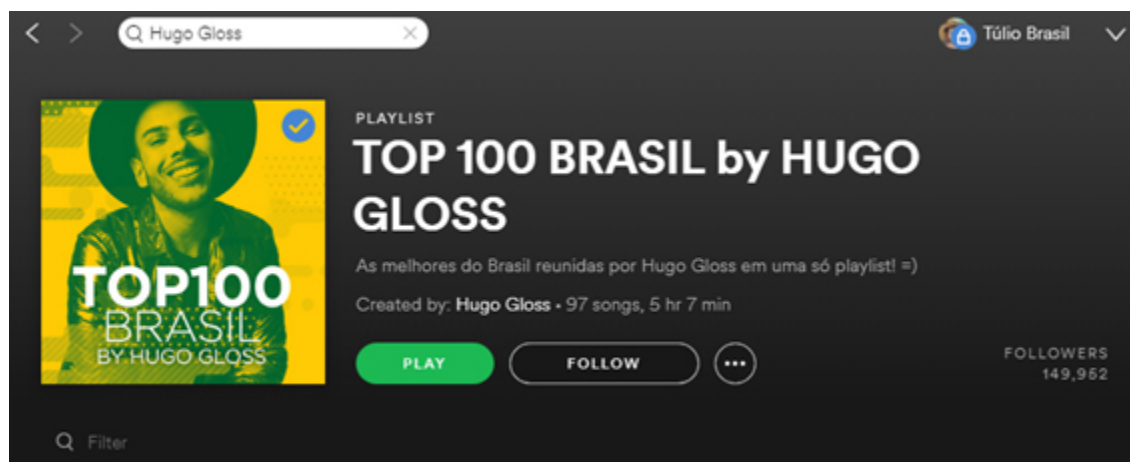 Hugo Gloss
Túlio Brasil
TOP100
BRASIL
BY HUGO GLOSS
PLAYLIST
TOP 100 BRASIL by HUGO
GLOSS
As melhores do Brasil reunidas por Hugo Gloss em uma só playlist! =)
Created by: Hugo Gloss • 97 songs, 5 hr 7 min
PLAY
FOLLOW
FOLLOWERS
149,952
Filter